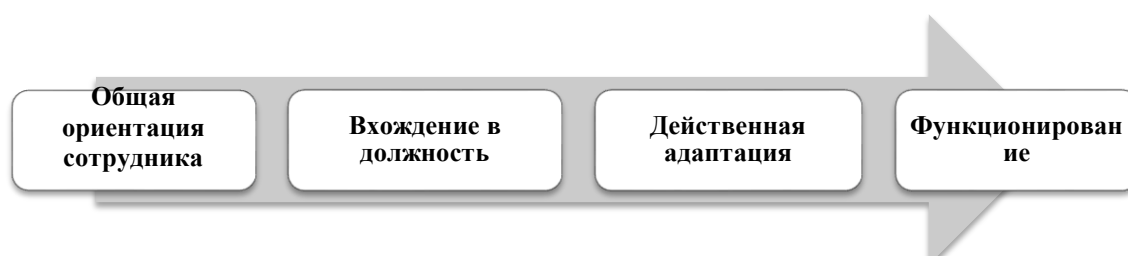 Общая
ориентация
сотрудника
Вхождение в
должность
Действенная
адаптация
Функционирован
ие